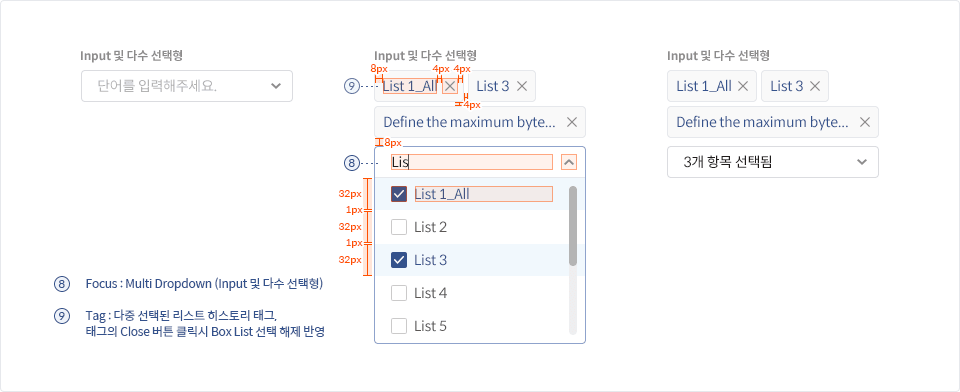 Input 및 다수 선택형
단어를 입력해주세요.
Input 및 다수 선택형
8px
4px
4px
⑨
List 1_All
List 3
4px
Define the maximum byte...
8px
⑧
Lis
32px
List 1_All
1px
32px
List 2
1px
32px
List 3
List 4
List 5
Input 및 다수 선택형
List 1_All
List 3
Define the maximum byte...
3개 항목 선택됨
⑧ Focus : Multi Dropdown (Input 및 다수 선택형)
⑨ Tag : 다중 선택된 리스트 히스토리 태그,
태그의 Close 버튼 클릭시 Box List 선택 해제 반영